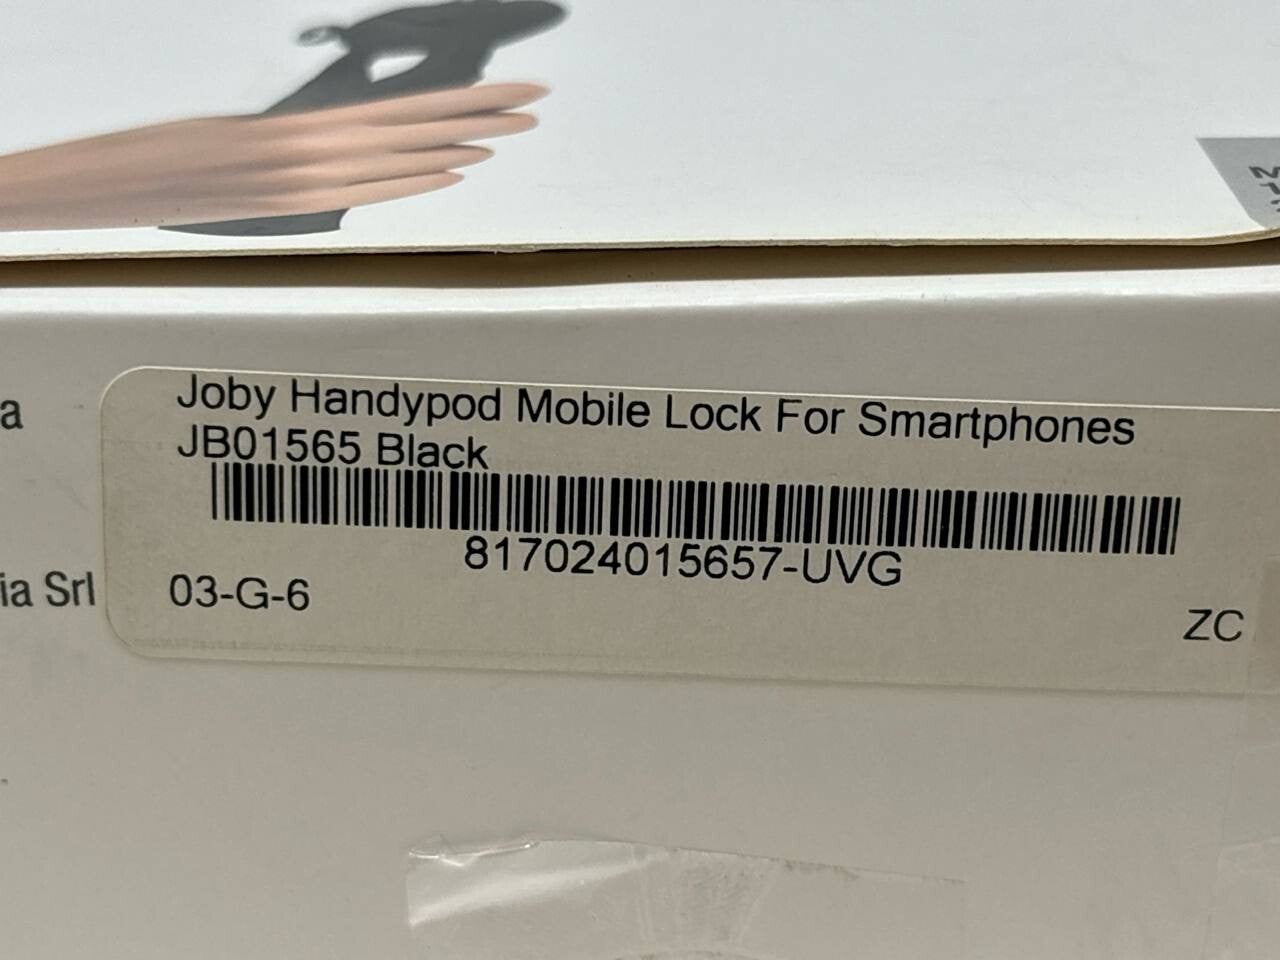 Joby Handypod Mobile Lock For Smartphones
JB01565 Black
817024015657-UVG
03-G-6
ZC
a
ia Srl